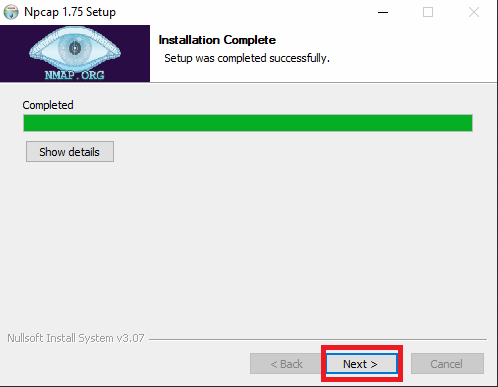 Npcap 1.75 Setup
NMAP.ORG
Installation Complete
Setup was completed successfully.
Completed
Show details
Nullsoft Install System v3.07
< Back
Next >
Cancel